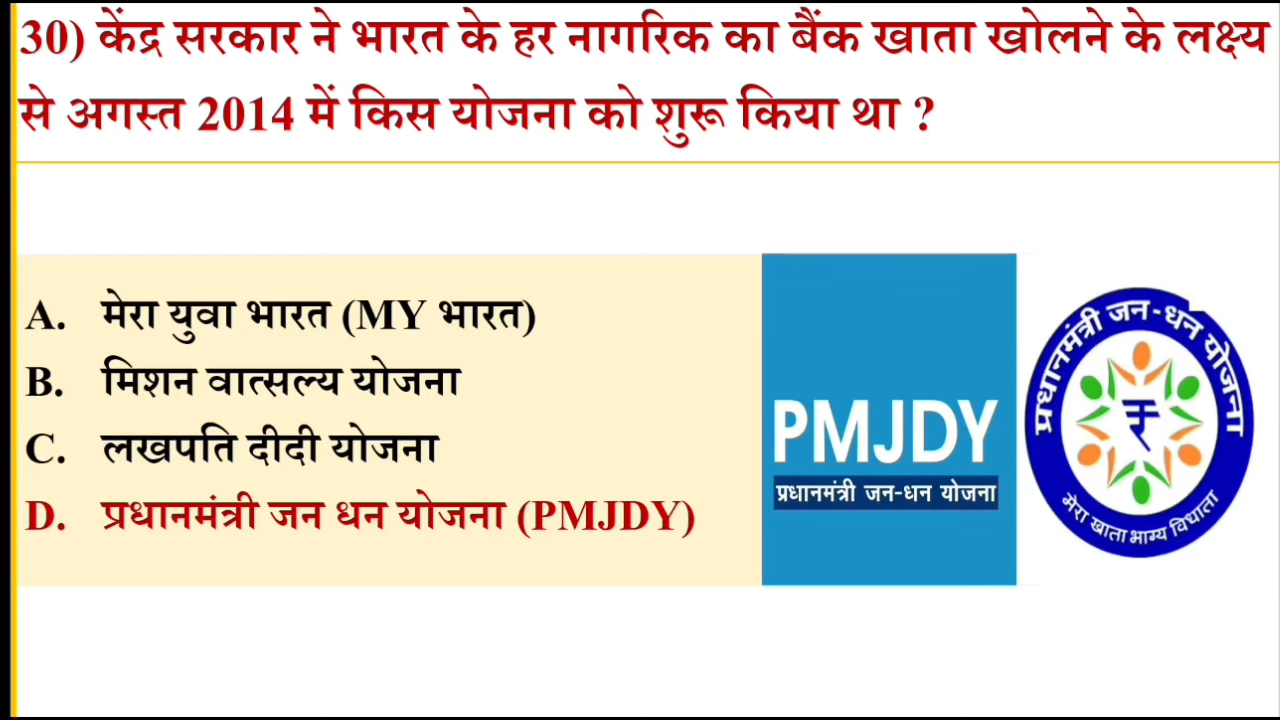 30) केंद्र सरकार ने भारत के हर नागरिक का बैंक खाता खोलने के लक्ष्य
से अगस्त 2014 में किस योजना को शुरू किया था ?
A. मेरा युवा भारत (MY भारत)
B. मिशन वात्सल्य योजना
C. लखपति दीदी योजना
D. प्रधानमंत्री जन धन योजना (PMJDY)
PMJDY
प्रधानमंत्री जन-धन योजना
प्रधानमंत्री जन-धन योजना
मेरा खाता भाग्य विधाता